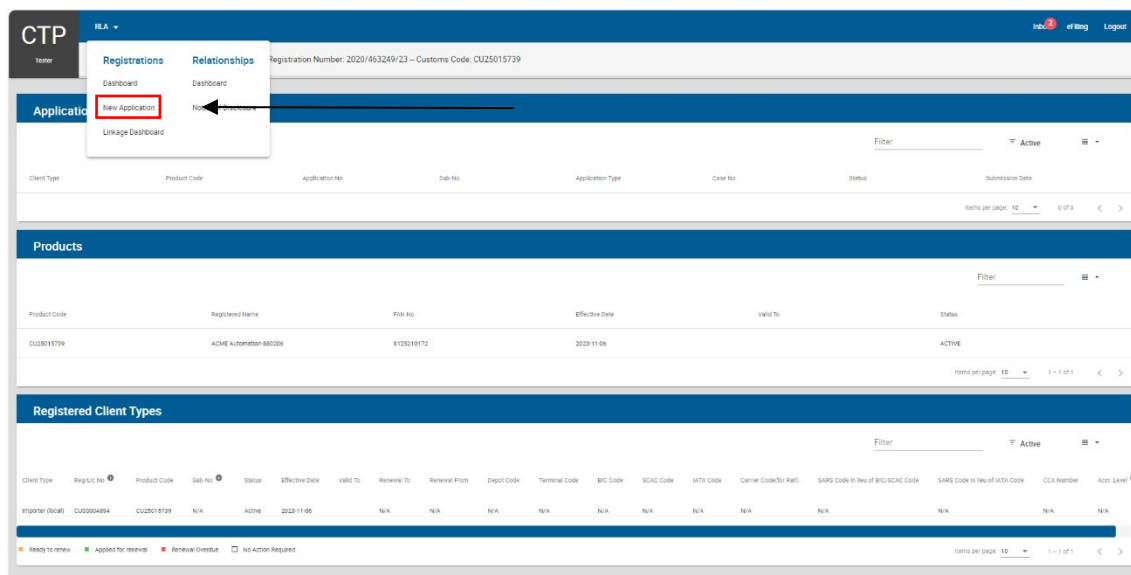 CTP
RLA
Inbo 2 eFiling Logout
Tester
Registrations Relationships
Registration Number: 2020/463249/23 – Customs Code: CU25015739
Dashboard Dashboard
New Application Disclosure
Linkage Dashboard
Applicatio
Filter Active
Client Type Product Code Application No Sub-No Application Type Case No Status Submission Date
Items per page: 10 0 of 0
Products
Filter
Product Code Registered Name FAN No Effective Date Valid To Status
CU25015739 ACME Automation-880206 8125218172 2023-11-06 ACTIVE
Items per page: 10 1 – 1 of 1
Registered Client Types
Filter Active
Client Type Reg/Lic No Product Code Sub-No Status Effective Date Valid To Renewal To Renewal From Depot Code Terminal Code BIC Code SCAC Code IATA Code Carrier Code(for Rail) SARS Code in lieu of BIC/SCAC Code SARS Code in lieu of IATA Code CCA Number Accr. Level
Importer (local) CUS0004894 CU25015739 N/A Active 2023-11-06 N/A N/A N/A N/A N/A N/A N/A N/A N/A N/A N/A N/A
Ready to renew Applied for renewal Renewal Overdue No Action Required
Items per page: 10 1 – 1 of 1